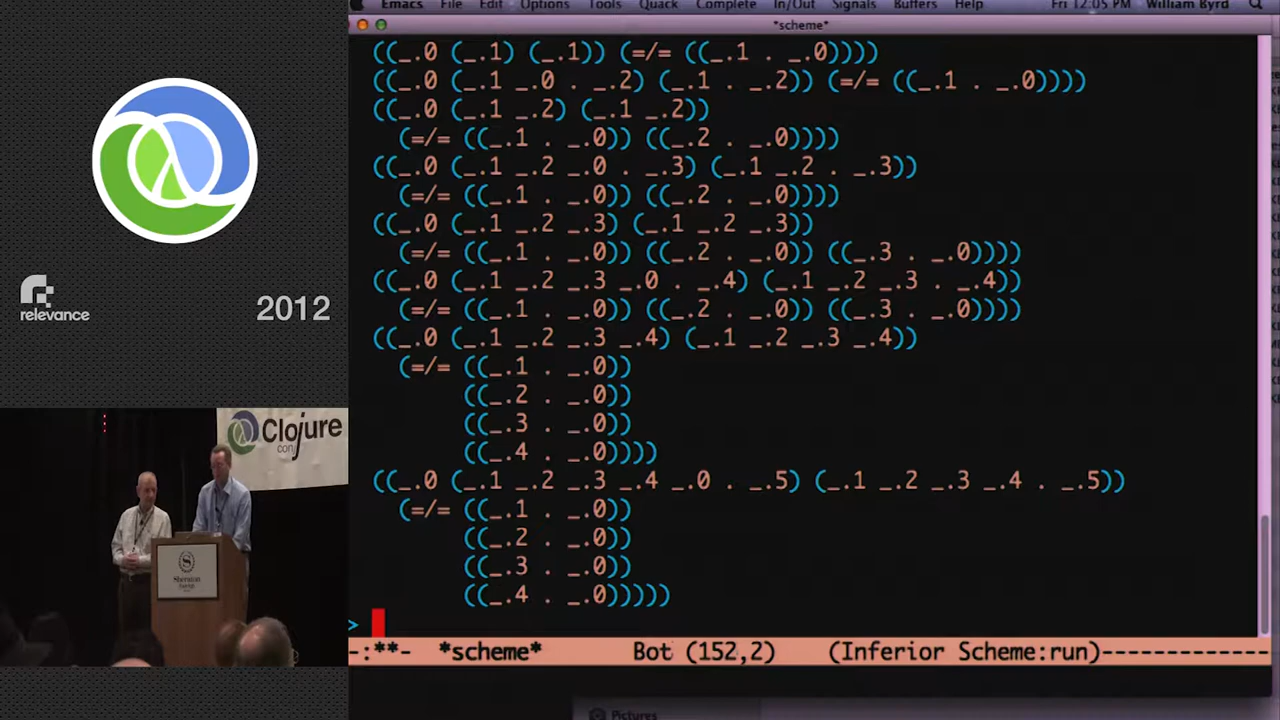 Emacs File Edit Options Tools Quack Complete In/Out Signals Buffers Help Fri 12:05 PM William Byrd
*scheme*
((_.0 (_.1) (_.1)) (=/= ((_.1 . _.0))))
((_.0 (_.1 _.0 . _.2) (_.1 . _.2)) (=/= ((_.1 . _.0))))
((_.0 (_.1 _.2) (_.1 _.2))
(=/= ((_.1 . _.0)) ((_.2 . _.0))))
((_.0 (_.1 _.2 _.0 . _.3) (_.1 _.2 . _.3))
(=/= ((_.1 . _.0)) ((_.2 . _.0))))
((_.0 (_.1 _.2 _.3) (_.1 _.2 _.3))
(=/= ((_.1 . _.0)) ((_.2 . _.0)) ((_.3 . _.0))))
((_.0 (_.1 _.2 _.3 _.0 . _.4) (_.1 _.2 _.3 . _.4))
(=/= ((_.1 . _.0)) ((_.2 . _.0)) ((_.3 . _.0))))
((_.0 (_.1 _.2 _.3 _.4) (_.1 _.2 _.3 _.4))
(=/= ((_.1 . _.0))
((_.2 . _.0))
((_.3 . _.0))
((_.4 . _.0))))
((_.0 (_.1 _.2 _.3 _.4 _.0 . _.5) (_.1 _.2 _.3 _.4 . _.5))
(=/= ((_.1 . _.0))
((_.2 . _.0))
((_.3 . _.0))
((_.4 . _.0)))))
>
-:**- *scheme* Bot (152,2) (Inferior Scheme:run)-------------
Pictures
relevance
2012
Clojure
conj
Sheraton